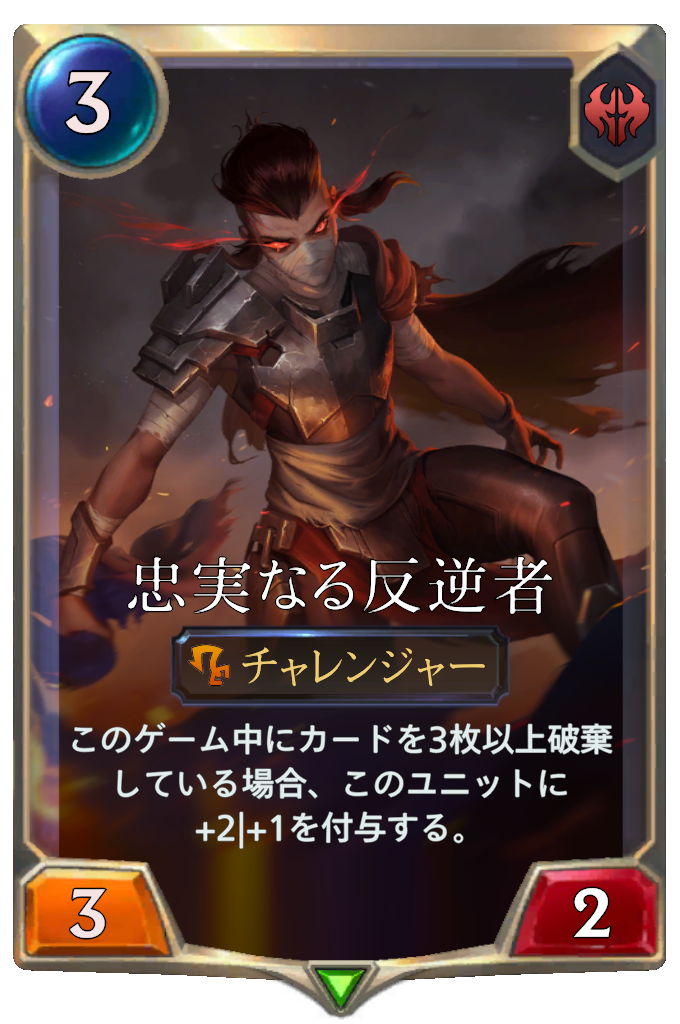 3
忠実なる反逆者
チャレンジャー
このゲーム中にカードを3枚以上破棄
している場合、このユニットに
+2|+1を付与する。
3
2